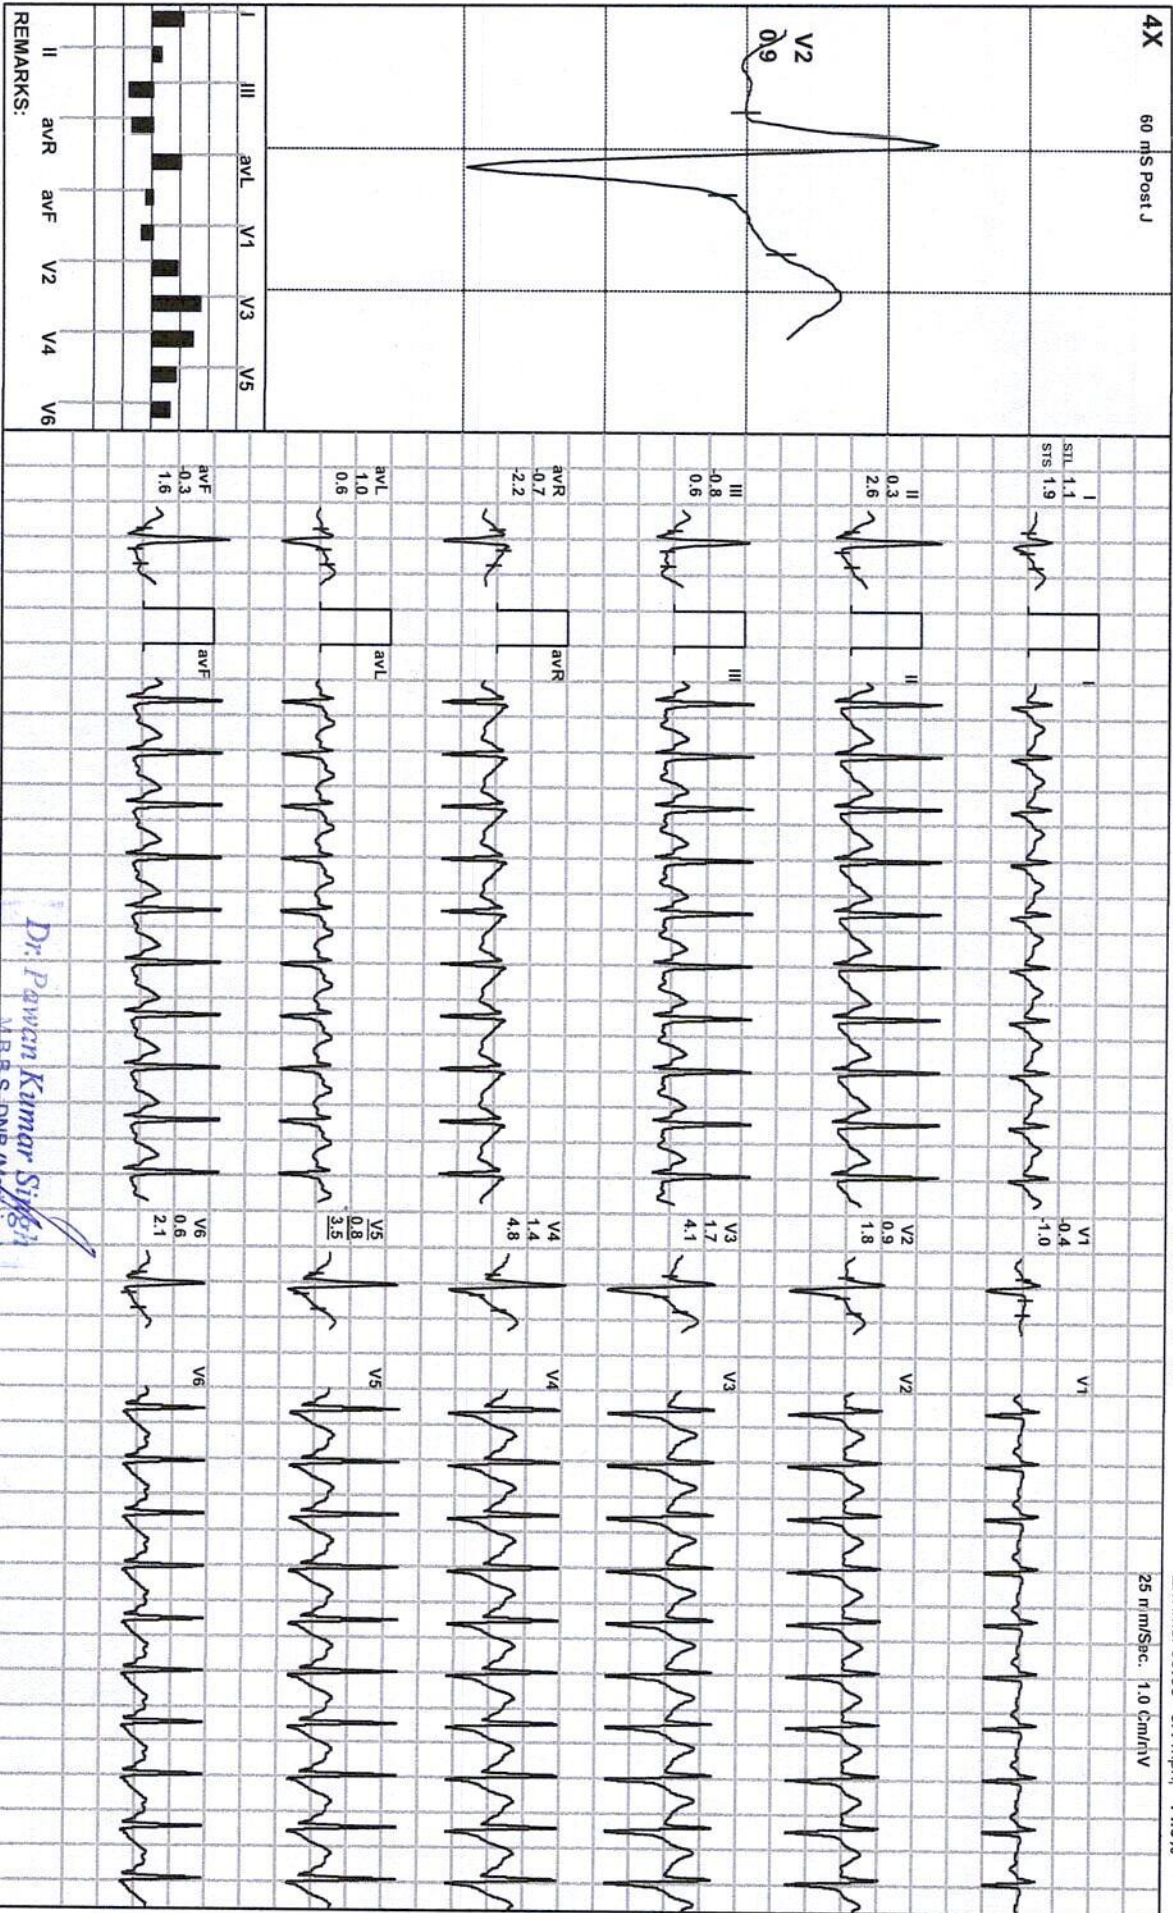 4X
60 mS Post J
25 mm/Sec. 1.0 Cm/mV
V2
0.9
I
STL 1.1
STS 1.9
I
V1
-0.4
-1.0
V1
II
0.3
2.6
II
V2
0.9
1.8
V2
III
-0.8
0.6
III
V3
1.7
4.1
V3
avR
-0.7
-2.2
avR
V4
1.4
4.8
V4
avL
1.0
0.6
avL
V5
0.8
3.5
V5
avF
-0.3
1.6
avF
V6
0.6
2.1
V6
I III avL V1 V3 V5
II avR avF V2 V4 V6
REMARKS:
Dr. Pawan Kumar Singh
M.B.B.S. DNB